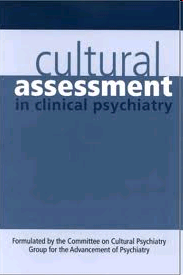 cultural
assessment
in clinical psychiatry
Formulated by the Committee on Cultural Psychiatry
Group for the Advancement of Psychiatry